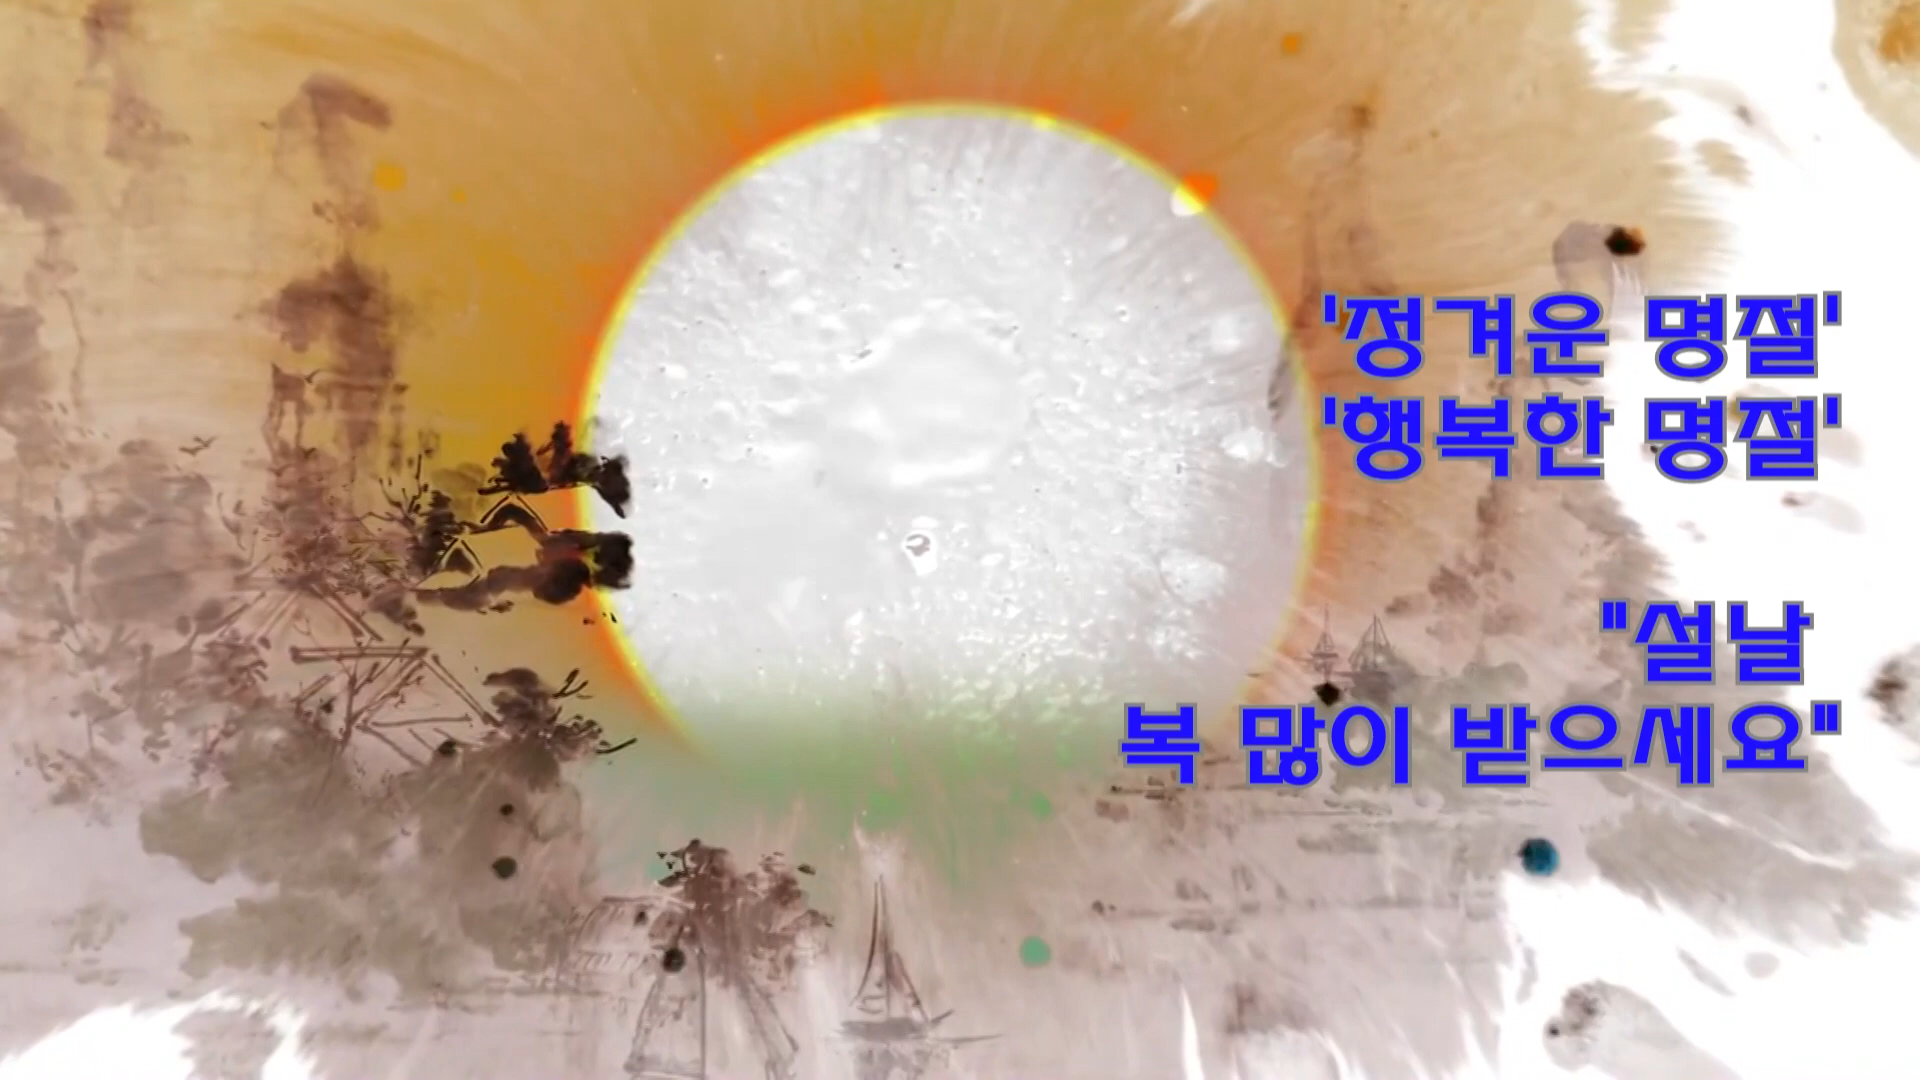 '정겨운 명절'
'행복한 명절'
"설날
복 많이 받으세요"